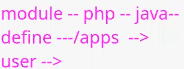 module -- php -- java--
define ---/apps -->
user -->